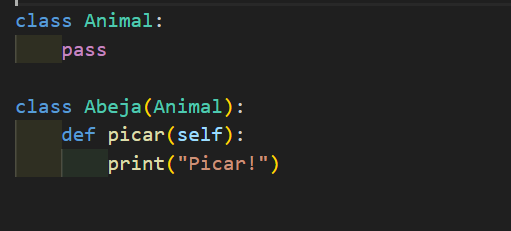 class Animal:
    pass

class Abeja(Animal):
    def picar(self):
        print("Picar!")